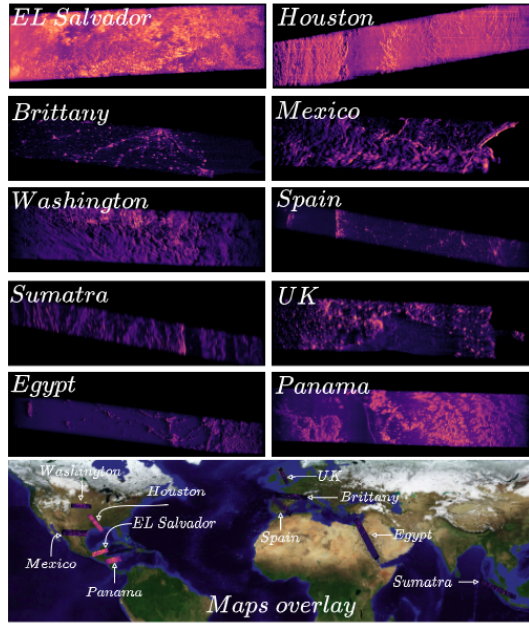 EL Salvador
Houston
Brittany
Mexico
Washington
Spain
Sumatra
UK
Egypt
Panama
Washington
UK
Houston
Brittany
EL Salvador
Spain
Egypt
Mexico
Sumatra
Panama
Maps overlay